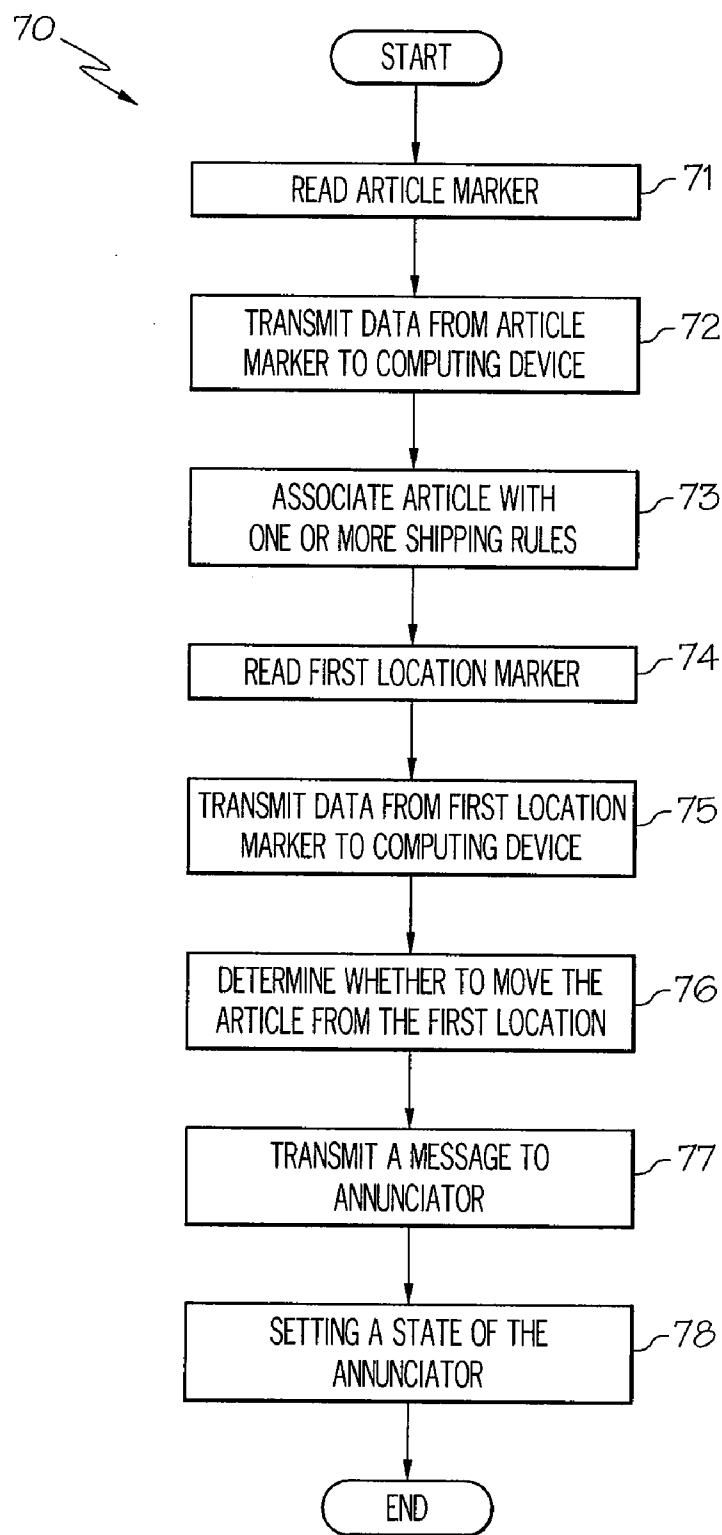 70
START
READ ARTICLE MARKER
71
TRANSMIT DATA FROM ARTICLE
MARKER TO COMPUTING DEVICE
72
ASSOCIATE ARTICLE WITH
ONE OR MORE SHIPPING RULES
73
READ FIRST LOCATION MARKER
74
TRANSMIT DATA FROM FIRST LOCATION
MARKER TO COMPUTING DEVICE
75
DETERMINE WHETHER TO MOVE THE
ARTICLE FROM THE FIRST LOCATION
76
TRANSMIT A MESSAGE TO
ANNUNCIATOR
77
SETTING A STATE OF THE
ANNUNCIATOR
78
END